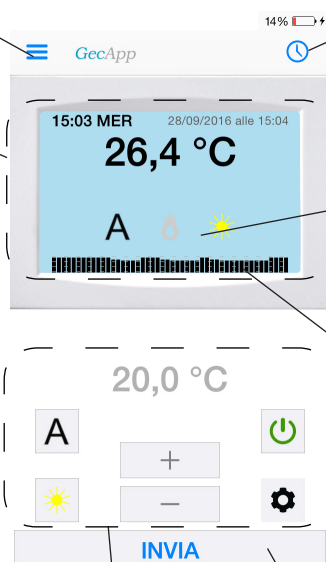 14%
GecApp
15:03 MER 28/09/2016 alle 15:04
26,4 °C
A
20,0 °C
A
+
−
INVIA